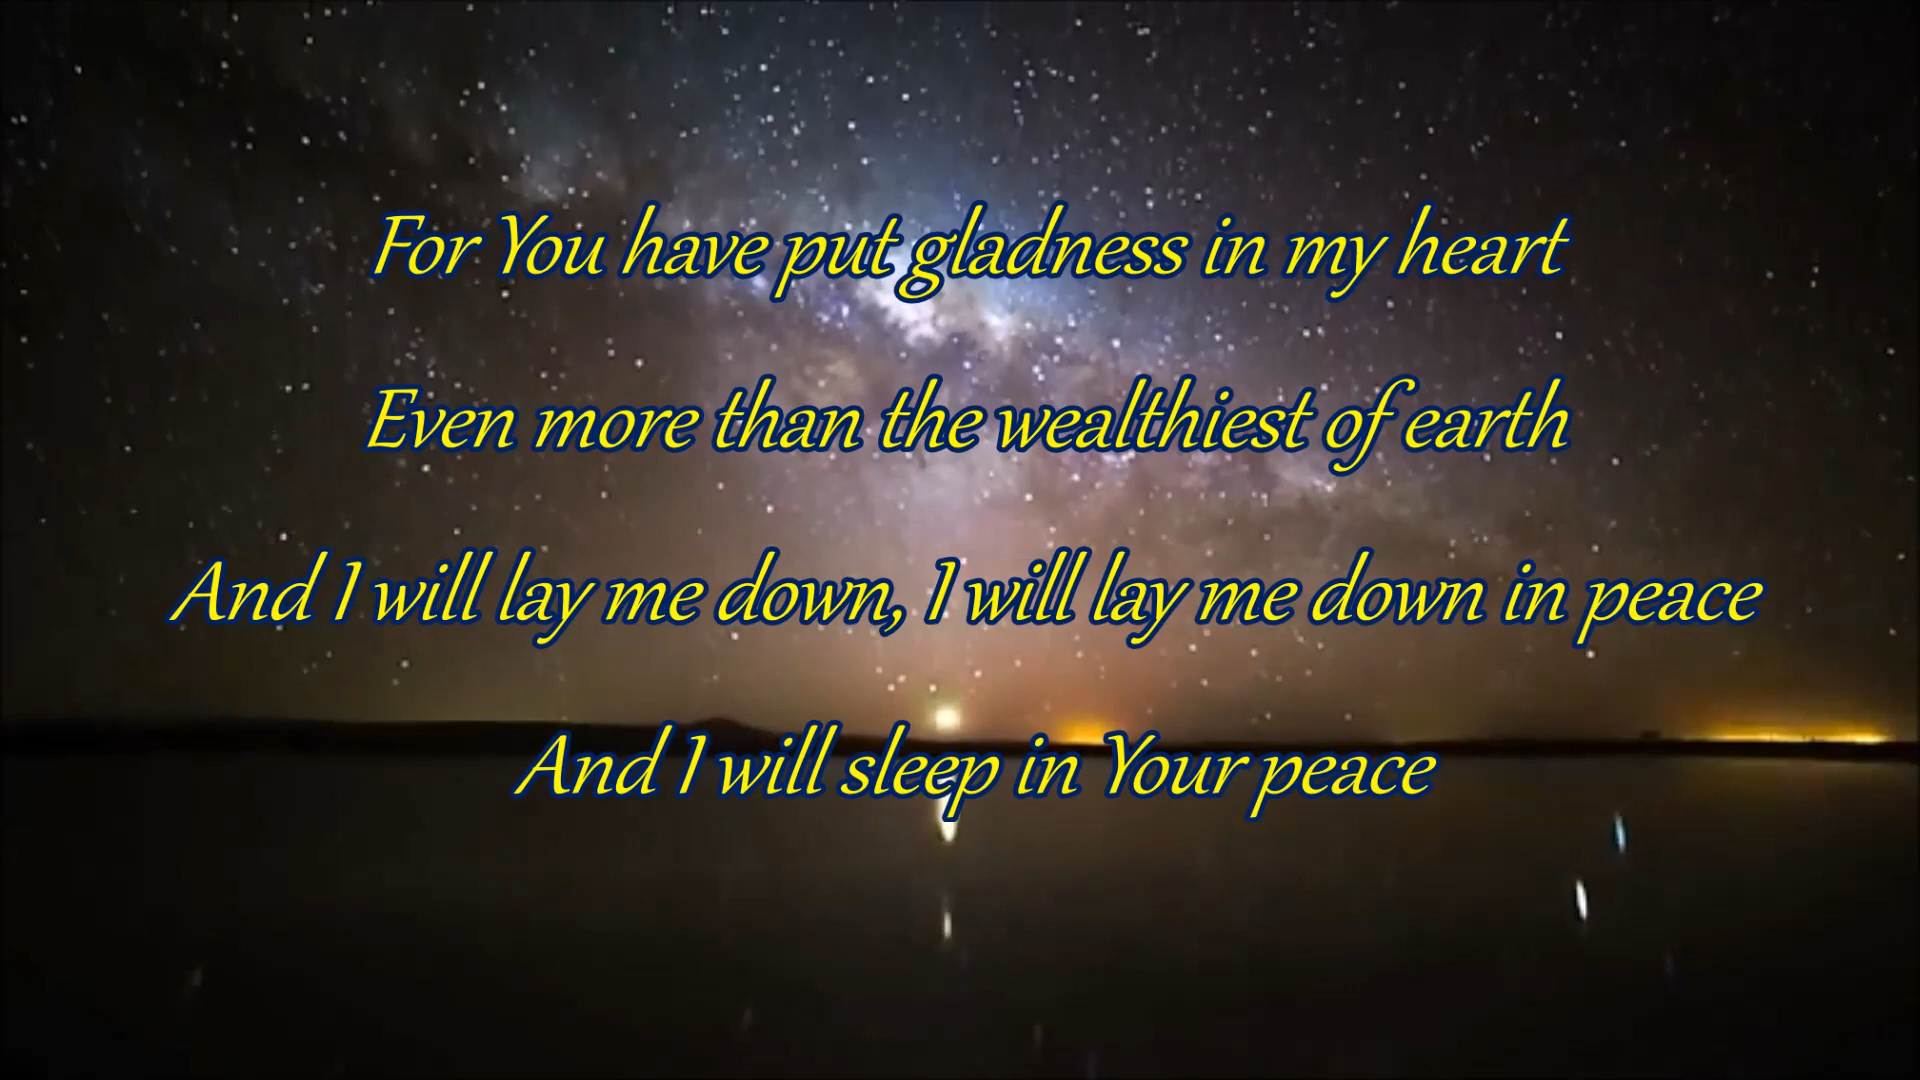 For You have put gladness in my heart
Even more than the wealthiest of earth
And I will lay me down, I will lay me down in peace
And I will sleep in Your peace